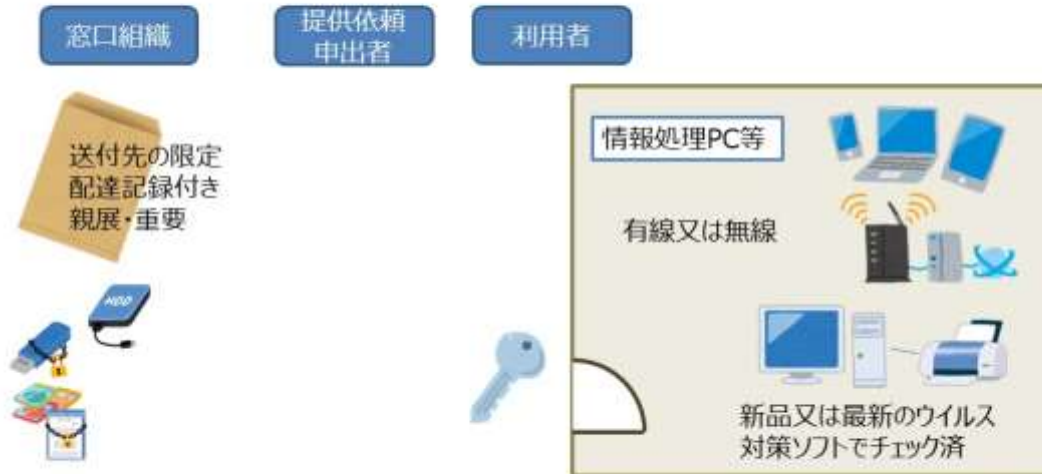 窓口組織
提供依頼
申出者
利用者
送付先の限定
配達記録付き
親展・重要
HDD
情報処理PC等
有線又は無線
新品又は最新のウイルス
対策ソフトでチェック済